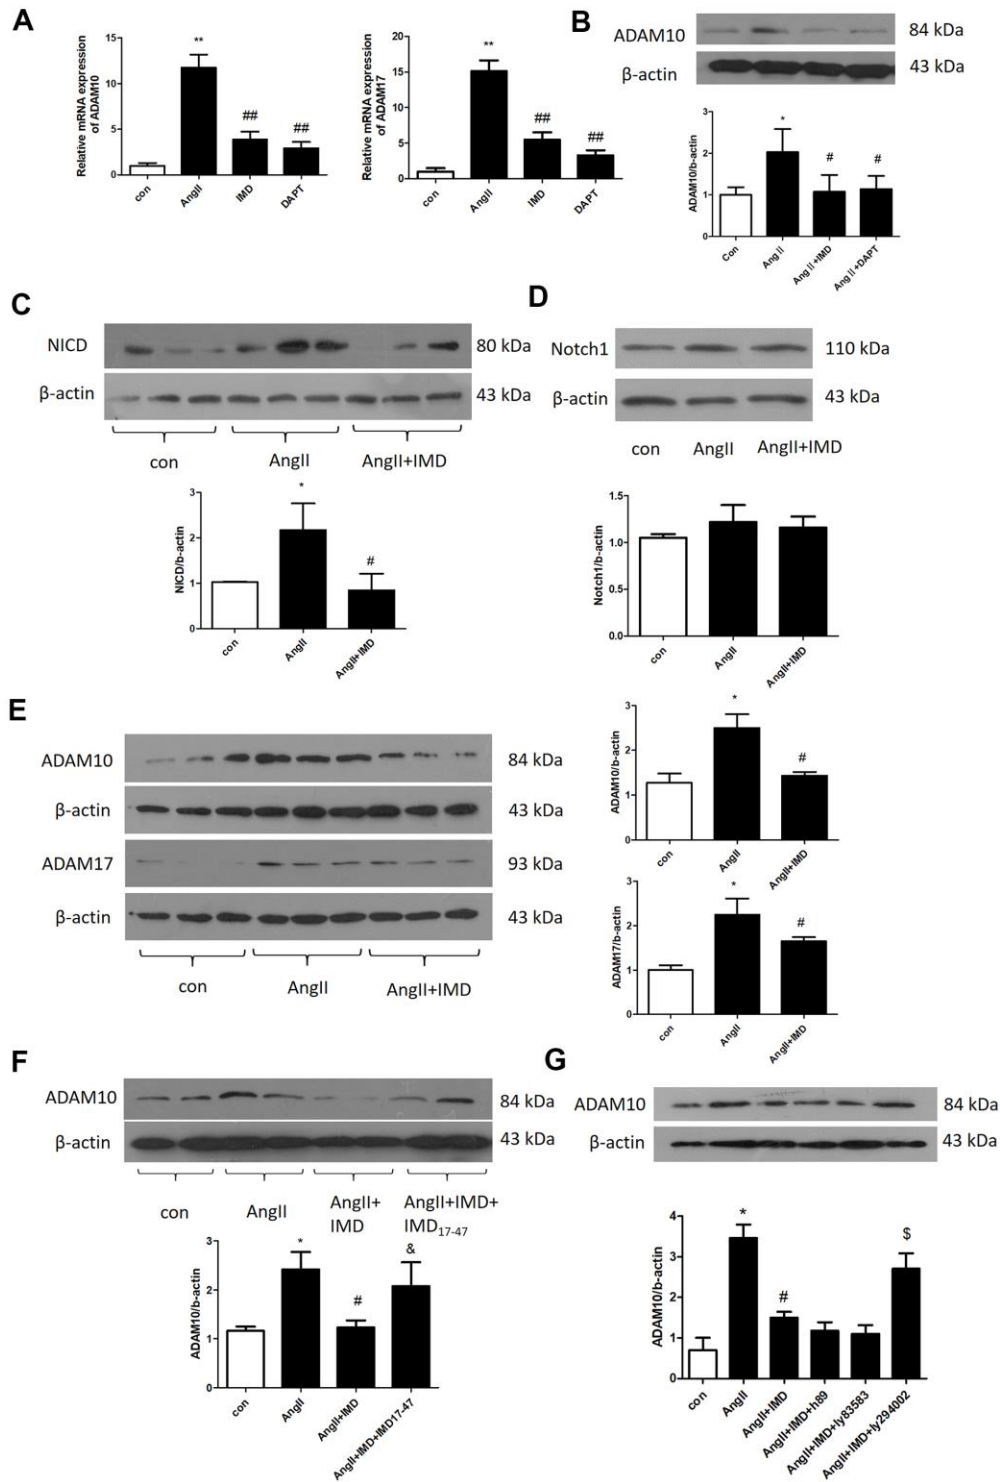 A
Relative mRNA expression
of ADAM10
15
10
5
0
**
##
##
con
AngII
IMD
DAPT
Relative mRNA expression
of ADAM17
20
15
10
5
0
**
##
##
con
AngII
IMD
DAPT
B
ADAM10
84 kDa
β-actin
43 kDa
ADAM10/b-actin
3
2
1
0
*
#
#
Con
Ang II
Ang II+IMD
Ang II+DAPT
C
NICD
80 kDa
β-actin
43 kDa
con
AngII
AngII+IMD
NICD/b-actin
3
2
1
0
*
#
con
AngII
AngII+IMD
D
Notch1
110 kDa
β-actin
43 kDa
con
AngII
AngII+IMD
Notch1/b-actin
1.5
1.0
0.5
0.0
con
AngII
AngII+IMD
E
ADAM10
84 kDa
β-actin
43 kDa
ADAM17
93 kDa
β-actin
43 kDa
con
AngII
AngII+IMD
ADAM10/b-actin
3
2
1
0
*
#
con
AngII
AngII+IMD
ADAM17/b-actin
3
2
1
0
*
#
con
AngII
AngII+IMD
F
ADAM10
84 kDa
β-actin
43 kDa
con
AngII
AngII+
IMD
AngII+IMD+
IMD17-47
ADAM10/b-actin
3
2
1
0
*
#
&
con
AngII
AngII+IMD
AngII+IMD+IMD17-47
G
ADAM10
84 kDa
β-actin
43 kDa
ADAM10/b-actin
4
3
2
1
0
*
#
$
con
AngII
AngII+IMD
AngII+IMD+h89
AngII+IMD+ly83583
AngII+IMD+ly294002